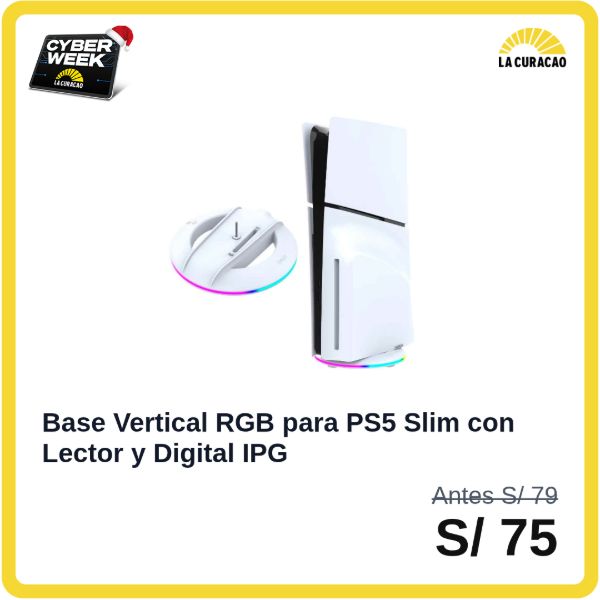 CYBER
WEEK
LA CURACAO
LA CURACAO
Base Vertical RGB para PS5 Slim con
Lector y Digital IPG
Antes S/ 79
S/ 75